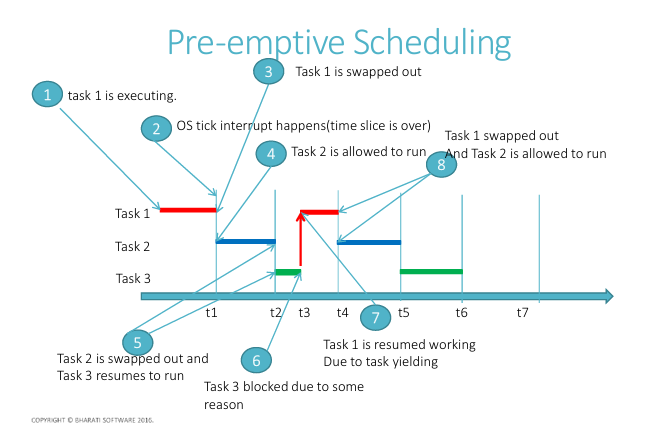 Pre-emptive Scheduling
3
Task 1 is swapped out
1
task 1 is executing.
2
OS tick interrupt happens(time slice is over)
4
Task 2 is allowed to run
8
Task 1 swapped out
And Task 2 is allowed to run
Task 1
Task 2
Task 3
t1
t2
t3
t4
t5
t6
t7
5
Task 2 is swapped out and
Task 3 resumes to run
6
Task 3 blocked due to some
reason
7
Task 1 is resumed working
Due to task yielding
COPYRIGHT © BHARATI SOFTWARE 2016.